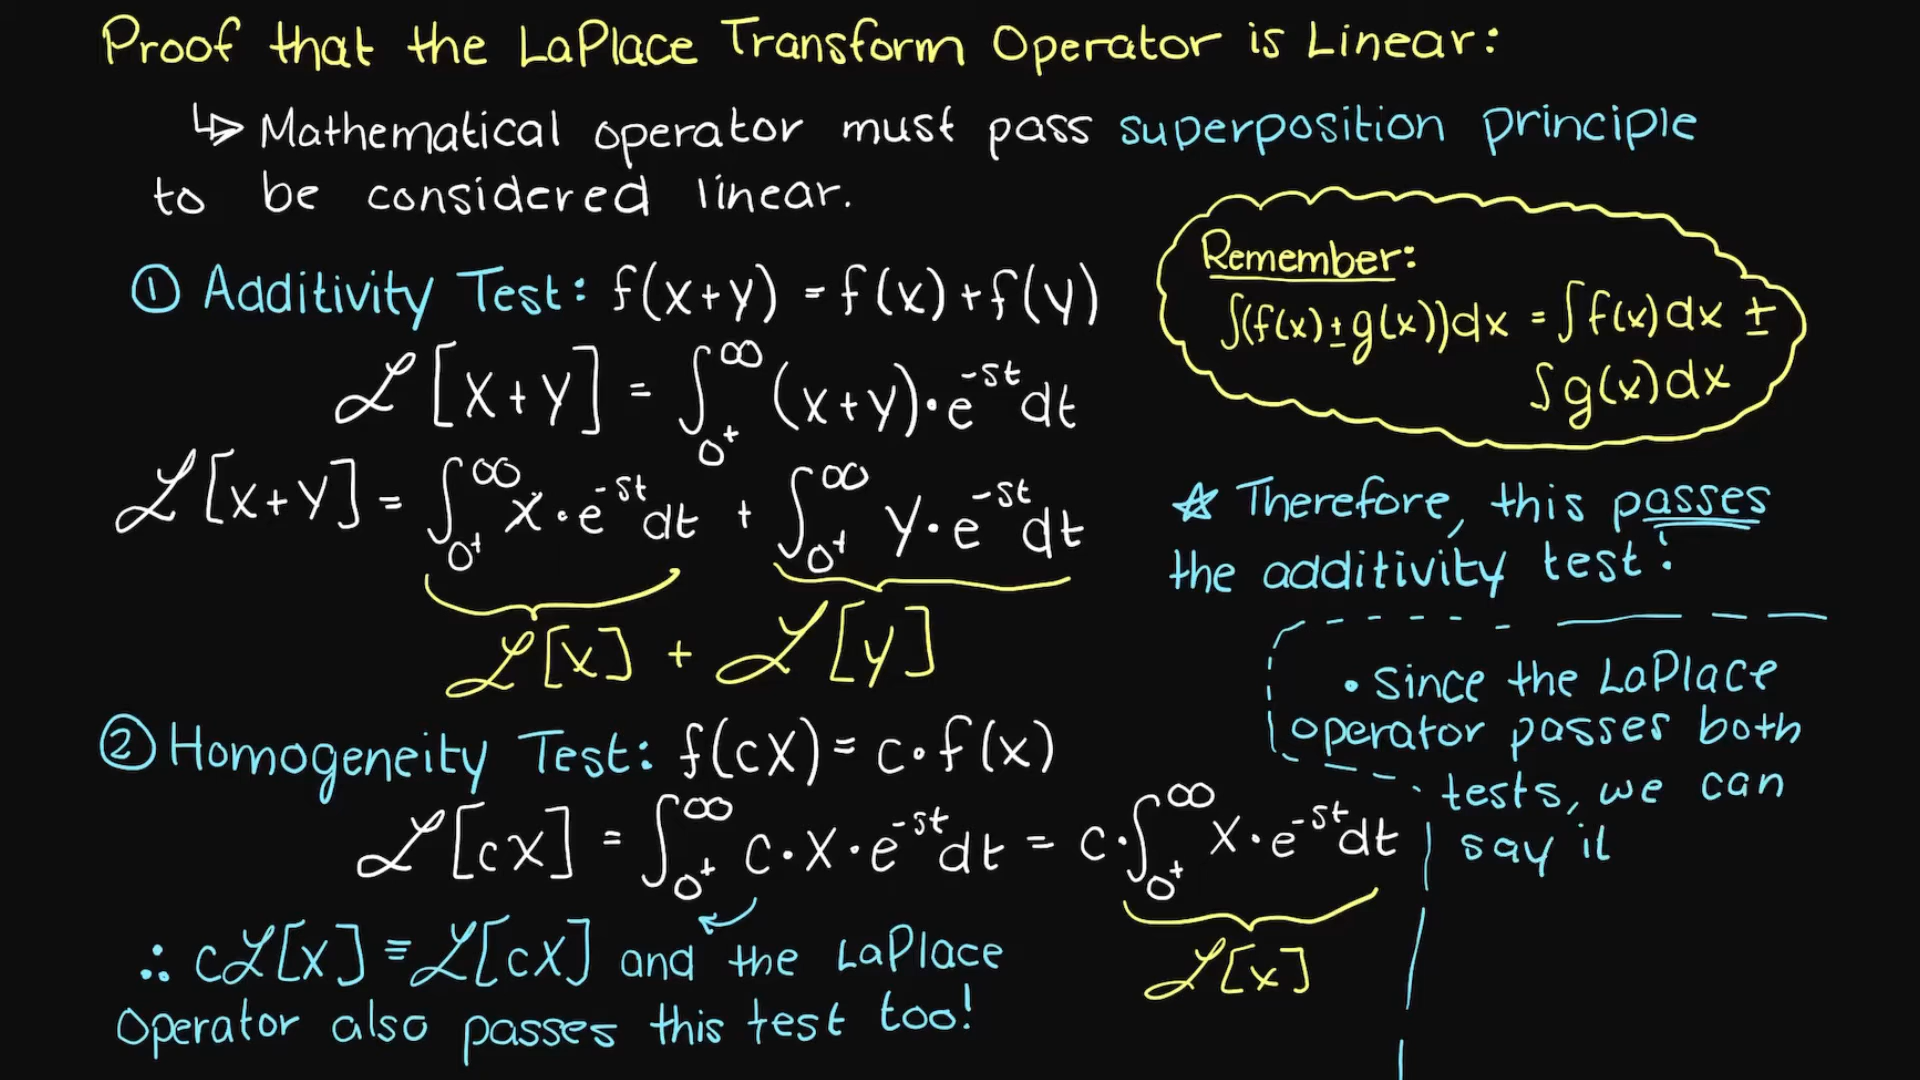 Proof that the LaPlace Transform Operator is Linear:
↳ Mathematical operator must pass superposition principle
to be considered linear.
① Additivity Test: f(x+y) = f(x)+f(y)
ℒ[x+y] = ∫₀₊^∞ (x+y)·e^-st dt
ℒ[x+y] = ∫₀₊^∞ x·e^-st dt + ∫₀₊^∞ y·e^-st dt
ℒ[x] + ℒ[y]
Remember:
∫(f(x)±g(x))dx = ∫f(x)dx ±
∫g(x)dx
☆ Therefore, this passes
the additivity test!
② Homogeneity Test: f(cx) = c·f(x)
ℒ[cx] = ∫₀₊^∞ c·x·e^-st dt = c·∫₀₊^∞ x·e^-st dt
ℒ[x]
∴ cℒ[x] ≡ ℒ[cx] and the LaPlace
Operator also passes this test too!
• Since the LaPlace
operator passes both
tests, we can
say it